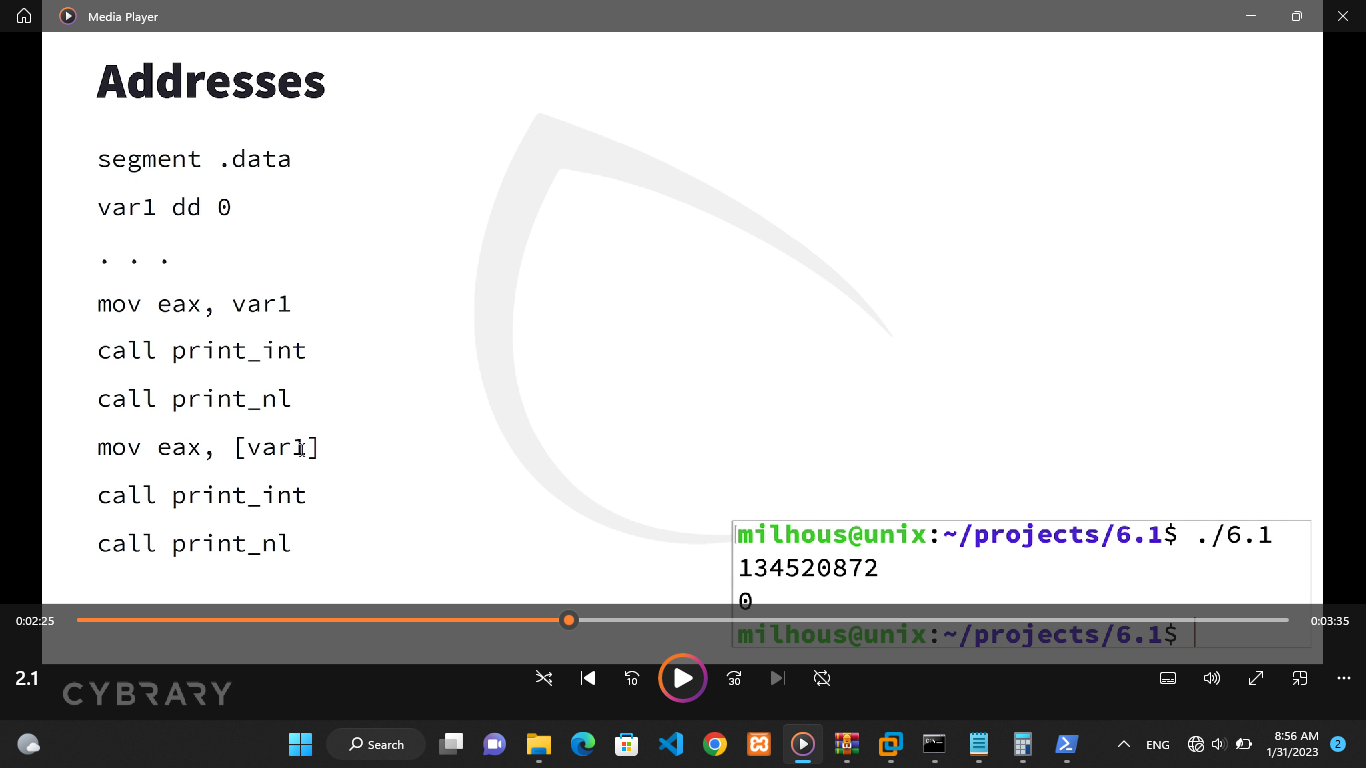 Media Player
Addresses
segment .data
var1 dd 0
. . .
mov eax, var1
call print_int
call print_nl
mov eax, [var1]
call print_int
call print_nl
milhous@unix:~/projects/6.1$ ./6.1
134520872
0
milhous@unix:~/projects/6.1$
0:02:25
0:03:35
2.1
CYBRARY
10
30
Search
ENG
8:56 AM
1/31/2023
2